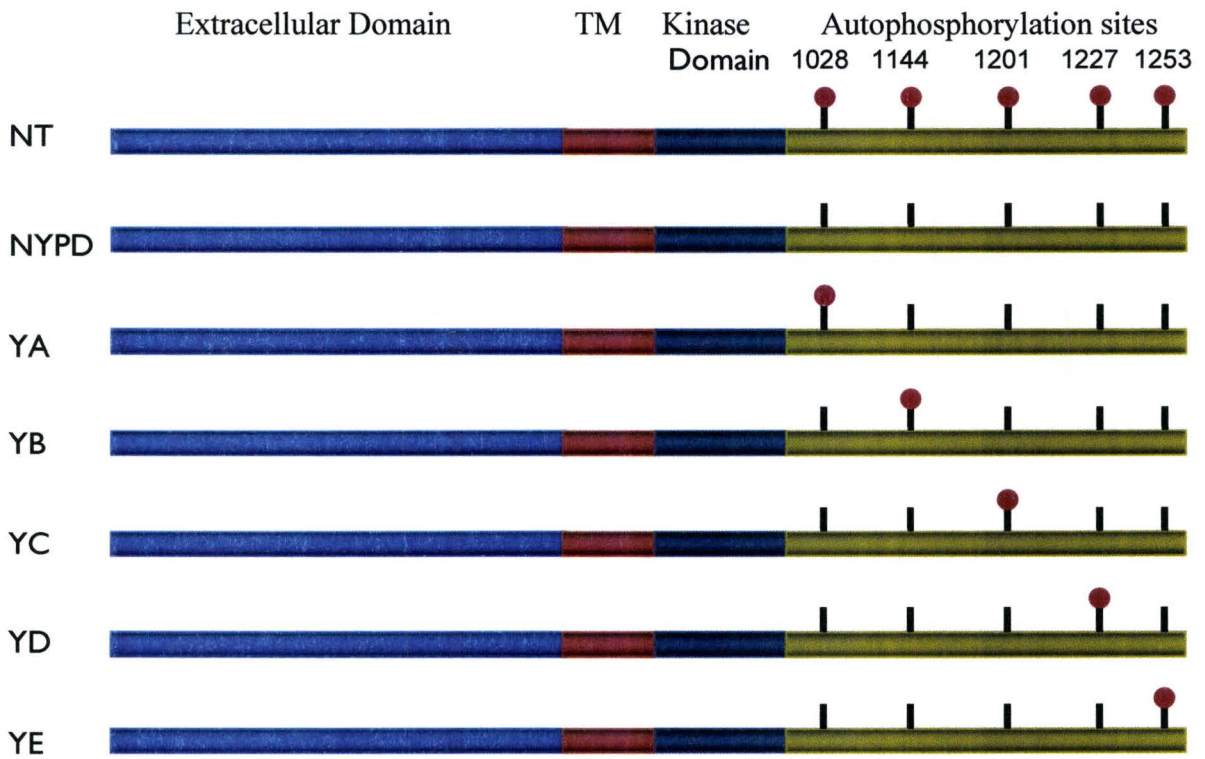 Extracellular Domain TM Kinase Autophosphorylation sites
Domain 1028 1144 1201 1227 1253
NT
NYPD
YA
YB
YC
YD
YE